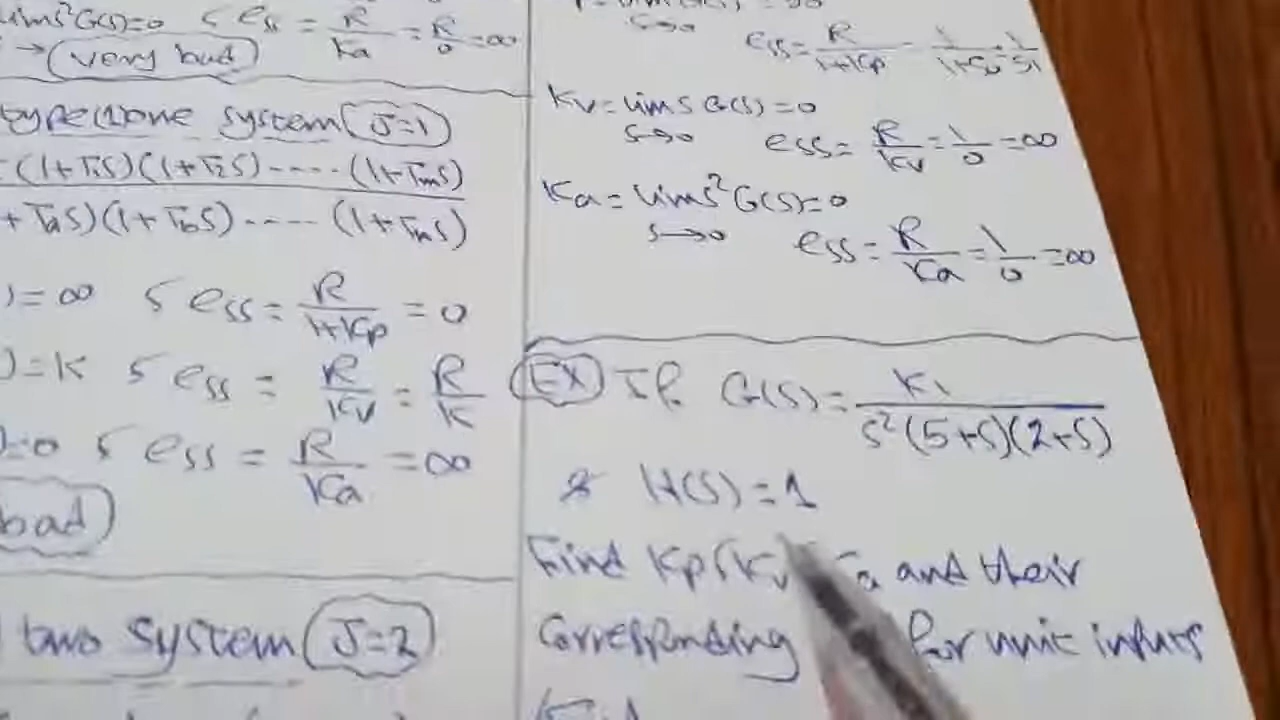 lim s²G(s)=0 ς ess = R/Ka = R/0 = ∞
→ (very bad)
type one system (J=1)
(1+T1S)(1+T2S)----(1+TmS)
+TaS)(1+TbS)----(1+TnS)
)=∞ ς ess = R/1+Kp = 0
)=K ς ess = R/Kv = R/K
)=0 ς ess = R/Ka = ∞
bad)
two system (J=2)
ess = R/1+Kp = 1/1+50 = 1/51
Kv = lim S G(S) = 0
S→0 ess = R/Kv = 1/0 = ∞
Ka = lim S² G(S) = 0
S→0 ess = R/Ka = 1/0 = ∞
(EX) If G(S) = K1/S²(5+S)(2+S)
& H(S)=1
Find Kp ς Kv and their
Corresponding for unit inputs